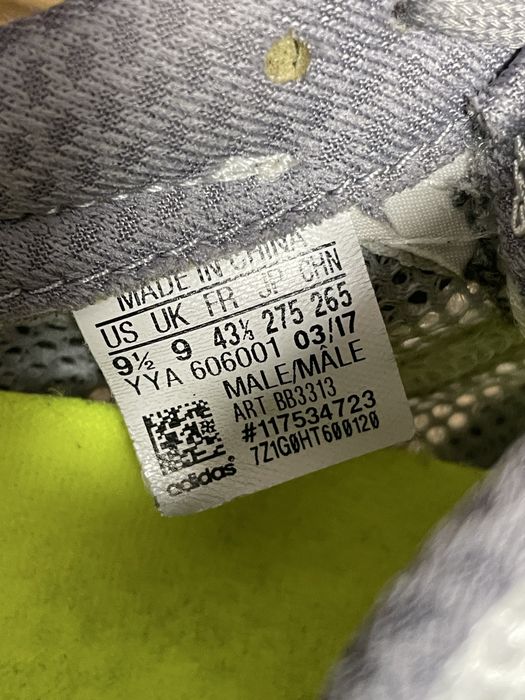 MADE IN CHINA
US UK FR JP CHN
9½ 9 43⅓ 275 265
YYA 606001 03/17
MALE/MÂLE
ART BB3313
#117534723
7Z1G0HT600120
adidas